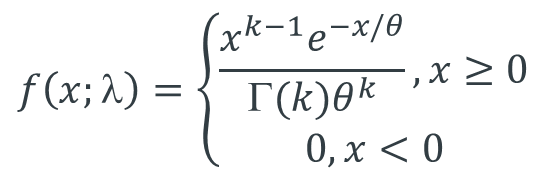 f(x; λ) = { x^{k−1}e^{−x/θ} / Γ(k)θ^k , x ≥ 0
0, x < 0